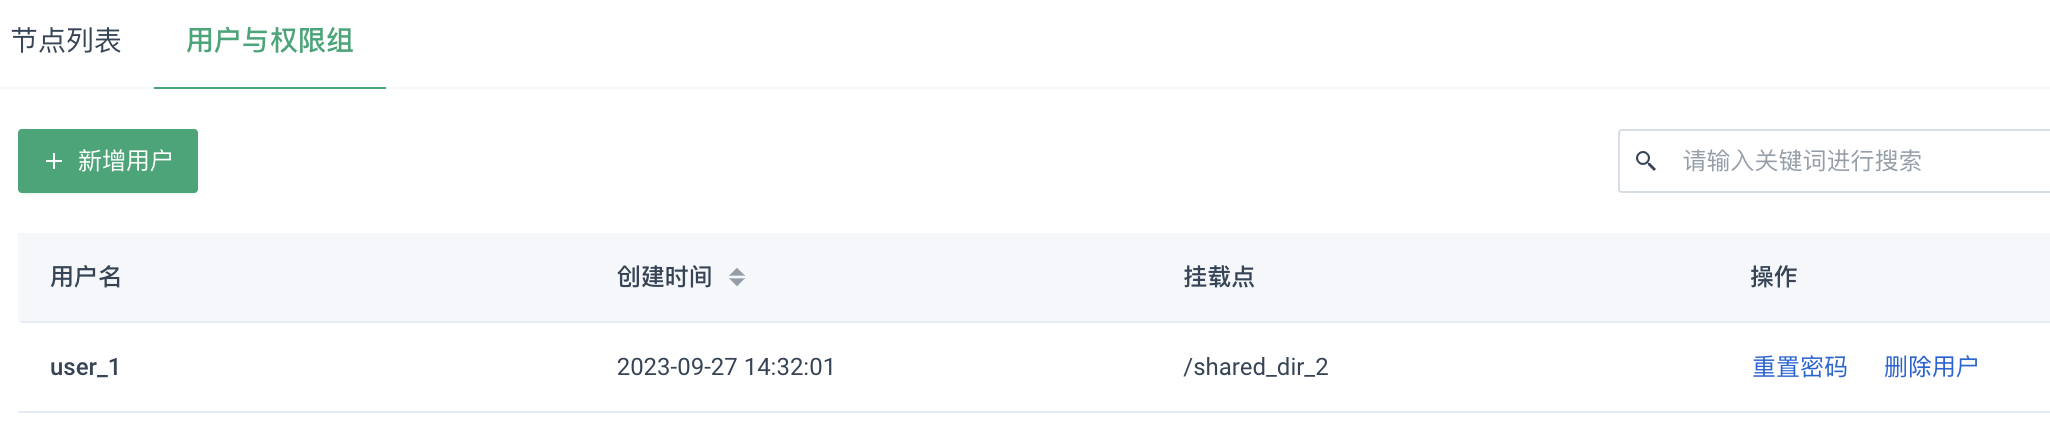 节点列表 用户与权限组
+ 新增用户 请输入关键词进行搜索
用户名 创建时间 挂载点 操作
user_1 2023-09-27 14:32:01 /shared_dir_2 重置密码 删除用户